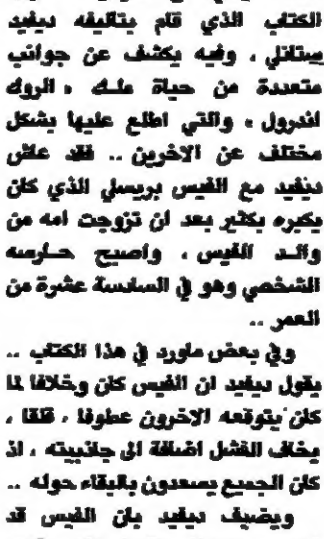 الكتاب الذي قام بتاليفه ديفيد
ستانلي ، وفيه يكشف عن جوانب
متعددة من حياة ملك « الروك
اندرول » والتي اطلع عليها بشكل
مختلف عن الاخرين .. فقد عاش
ديفيد مع الفيس بريسلي الذي كان
يكبره بكثير بعد ان تزوجت امه من
والد الفيس ، واصبح حارسه
الشخصي وهو في السادسة عشرة من
العمر ..
وفي بعض ماورد في هذا الكتاب ..
يقول ديفيد ان الفيس كان وخلافا لما
كان يتوقعه الاخرون عطوفا ، قلقا ،
يخاف الفشل اضافة الى جاذبيته ، اذ
كان الجميع يسعدون بالبقاء حوله ..
ويضيف ديفيد بان الفيس قد